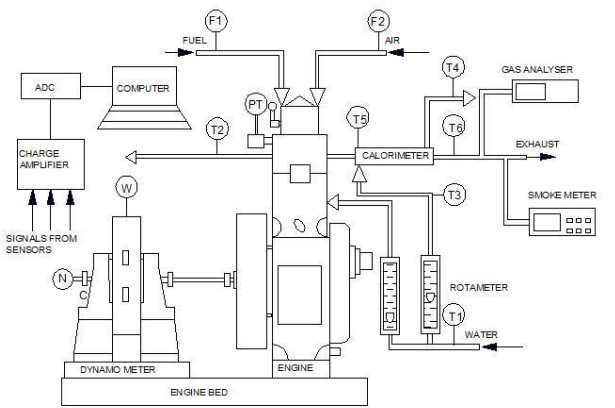 F1
F2
FUEL
AIR
T4
GAS ANALYSER
ADC
COMPUTER
PT
T5
T2
T6
CALORIMETER
EXHAUST
CHARGE
AMPLIFIER
W
T3
SMOKE METER
SIGNALS FROM
SENSORS
N
C
ROTAMETER
T1
WATER
DYNAMO METER
ENGINE
ENGINE BED